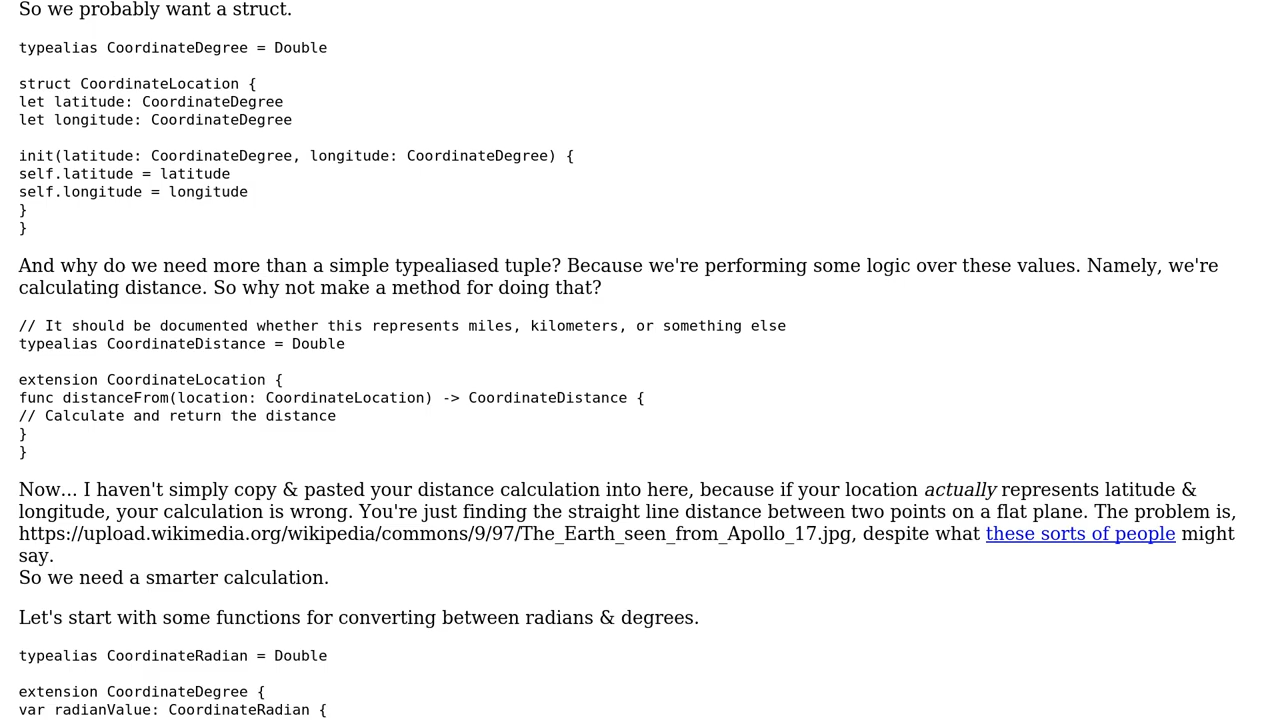 So we probably want a struct.
typealias CoordinateDegree = Double
struct CoordinateLocation {
let latitude: CoordinateDegree
let longitude: CoordinateDegree
init(latitude: CoordinateDegree, longitude: CoordinateDegree) {
self.latitude = latitude
self.longitude = longitude
}
}
And why do we need more than a simple typealiased tuple? Because we're performing some logic over these values. Namely, we're
calculating distance. So why not make a method for doing that?
// It should be documented whether this represents miles, kilometers, or something else
typealias CoordinateDistance = Double
extension CoordinateLocation {
func distanceFrom(location: CoordinateLocation) -> CoordinateDistance {
// Calculate and return the distance
}
}
Now... I haven't simply copy & pasted your distance calculation into here, because if your location actually represents latitude &
longitude, your calculation is wrong. You're just finding the straight line distance between two points on a flat plane. The problem is,
https://upload.wikimedia.org/wikipedia/commons/9/97/The_Earth_seen_from_Apollo_17.jpg, despite what these sorts of people might
say.
So we need a smarter calculation.
Let's start with some functions for converting between radians & degrees.
typealias CoordinateRadian = Double
extension CoordinateDegree {
var radianValue: CoordinateRadian {